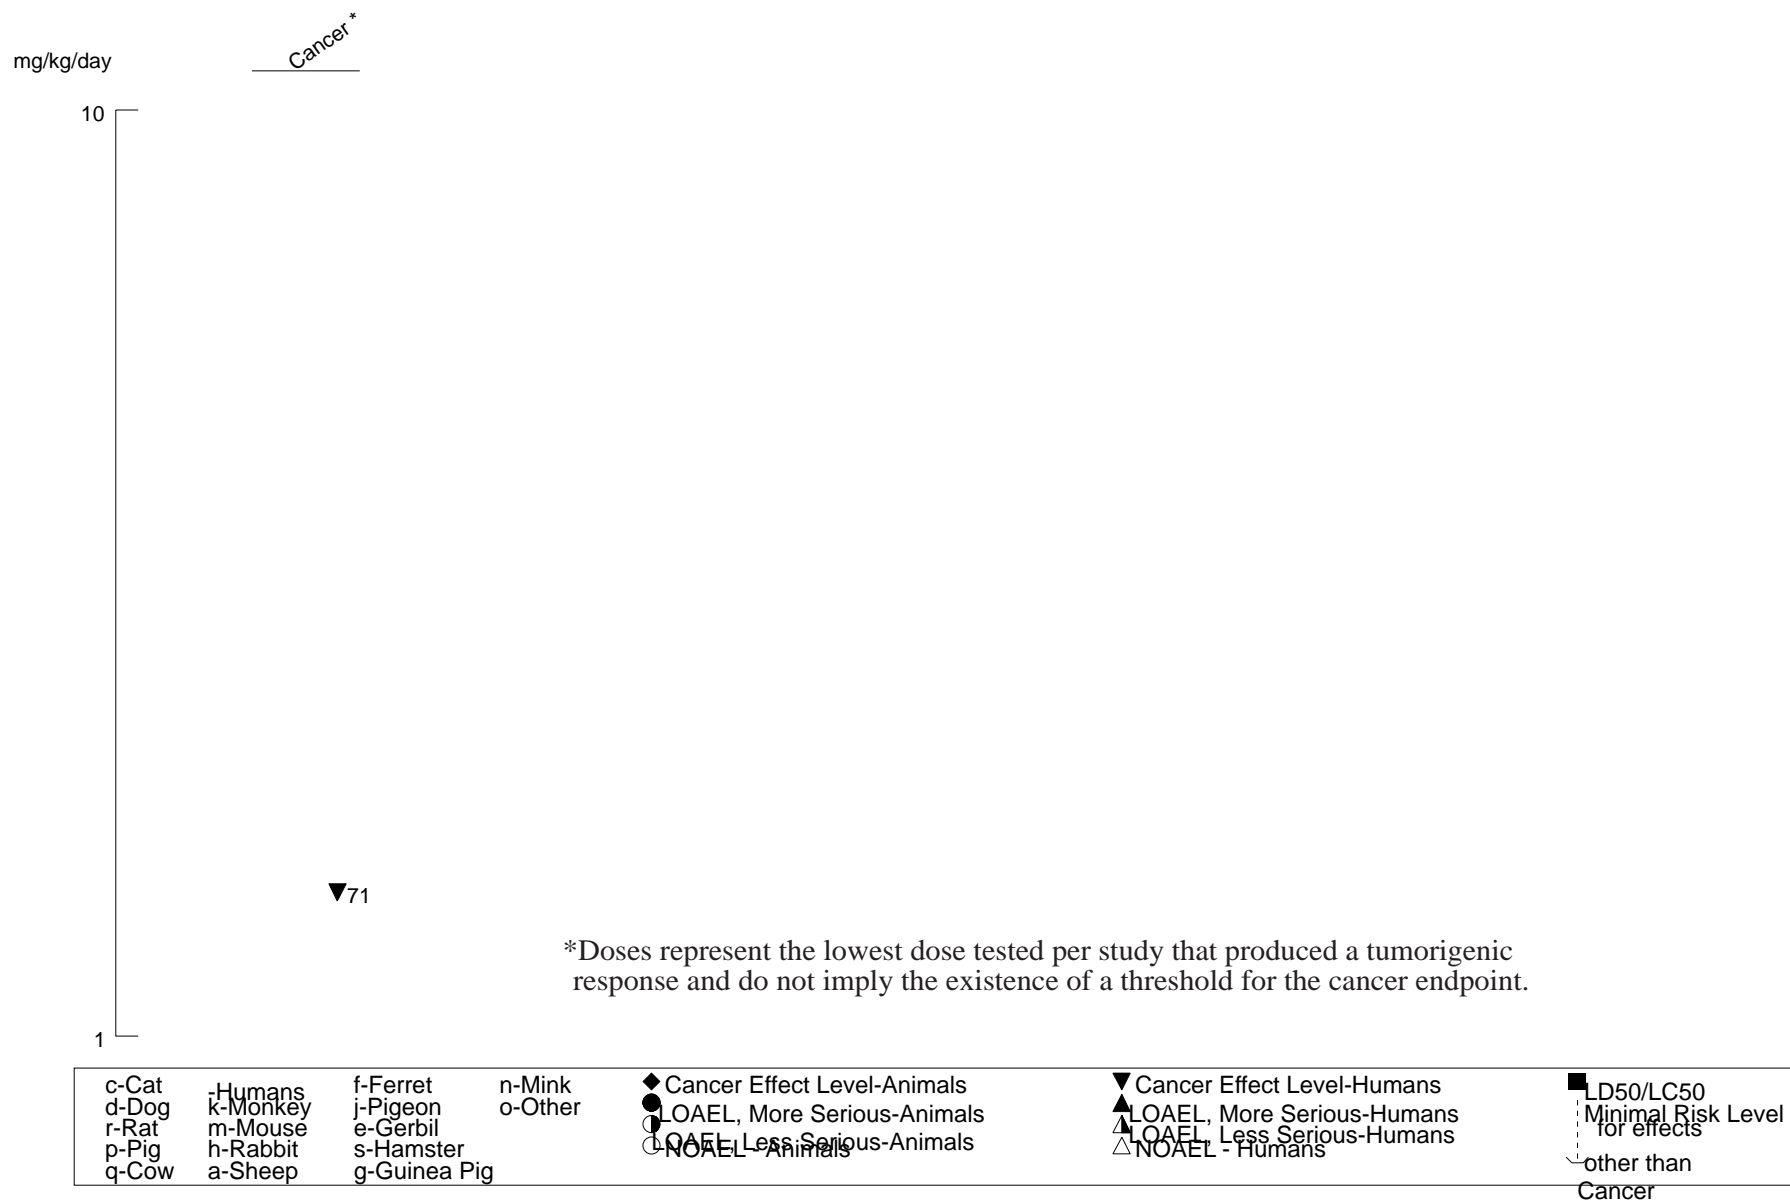 Cancer *
mg/kg/day
10
71
*Doses represent the lowest dose tested per study that produced a tumorigenic
response and do not imply the existence of a threshold for the cancer endpoint.
1
c-Cat
d-Dog
r-Rat
p-Pig
q-Cow
-Humans
k-Monkey
m-Mouse
h-Rabbit
a-Sheep
f-Ferret
j-Pigeon
e-Gerbil
s-Hamster
g-Guinea Pig
n-Mink
o-Other
Cancer Effect Level-Animals
LOAEL, More Serious-Animals
LOAEL, Less Serious-Animals
NOAEL - Animals
Cancer Effect Level-Humans
LOAEL, More Serious-Humans
LOAEL, Less Serious-Humans
NOAEL - Humans
LD50/LC50
Minimal Risk Level
for effects
other than
Cancer